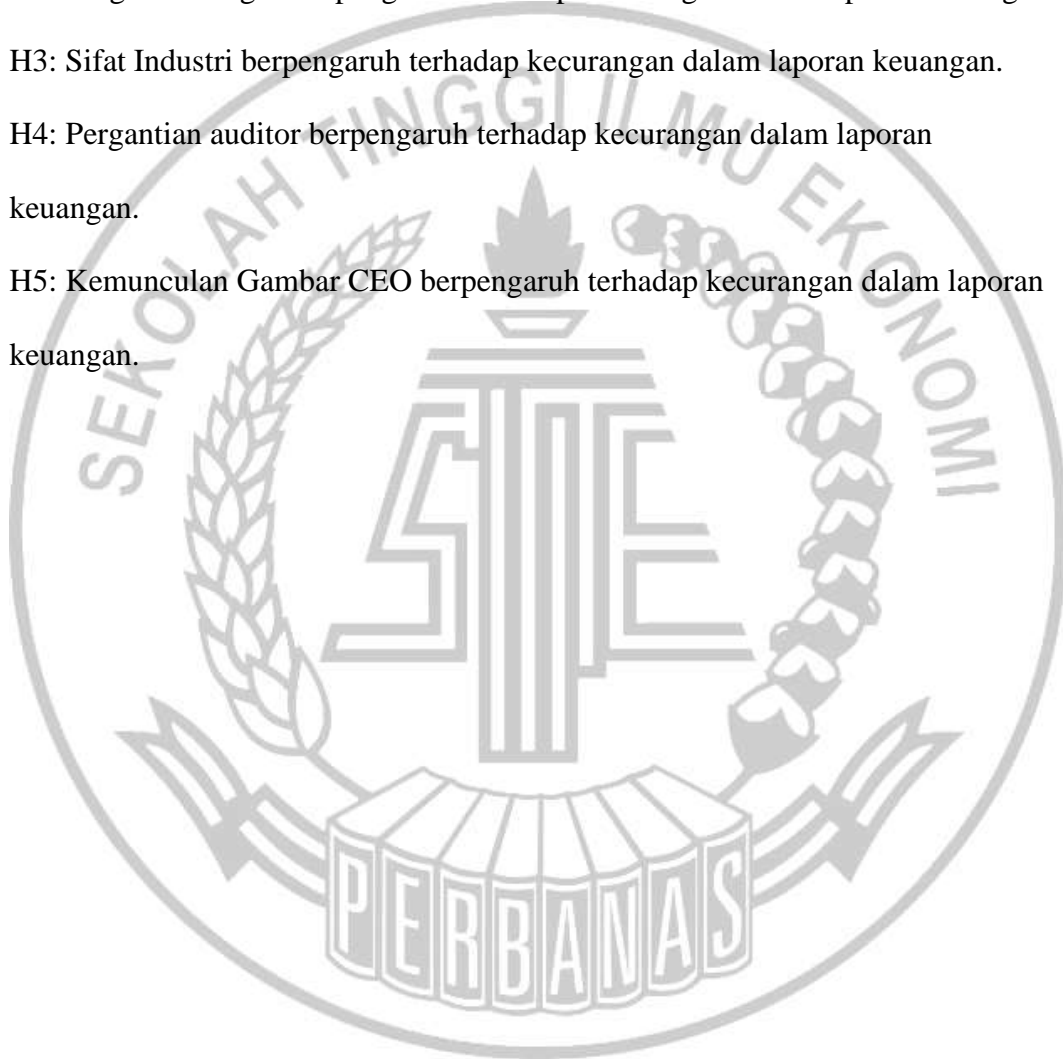 H3: Sifat Industri berpengaruh terhadap kecurangan dalam laporan keuangan.
H4: Pergantian auditor berpengaruh terhadap kecurangan dalam laporan
keuangan.
H5: Kemunculan Gambar CEO berpengaruh terhadap kecurangan dalam laporan
keuangan.
SEKOLAH TINGGI ILMU EKONOMI
STIE
PERBANAS